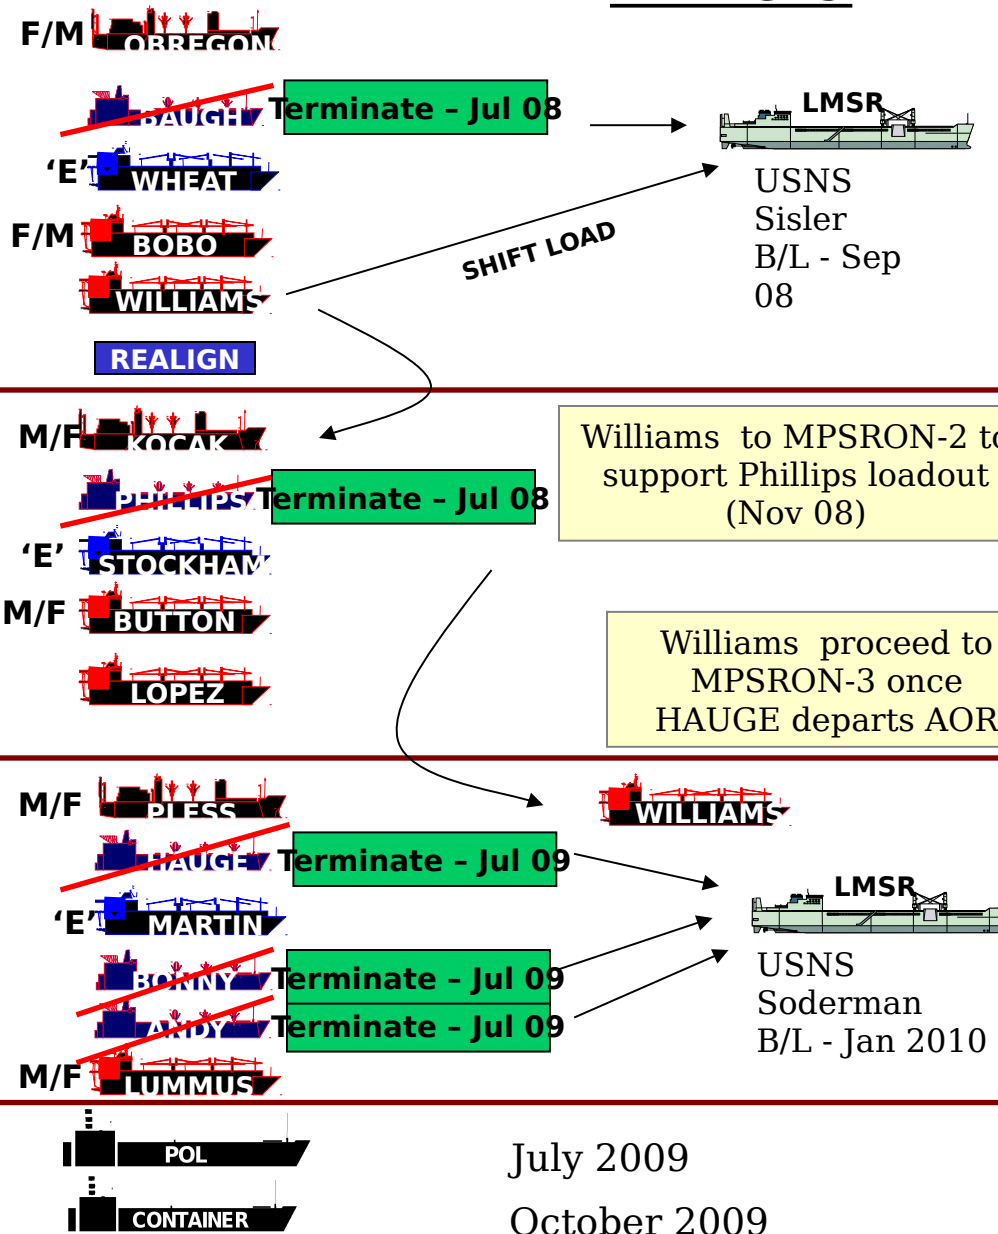 F/M
OBREGON
BAUGH
Terminate – Jul 08
LMSR
‘E’
WHEAT
USNS
Sisler
B/L - Sep
08
F/M
BOBO
SHIFT LOAD
WILLIAMS
REALIGN
M/F
KOCAK
Williams to MPSRON-2 to
support Phillips loadout
(Nov 08)
PHILLIPS
Terminate – Jul 08
‘E’
STOCKHAM
M/F
BUTTON
Williams proceed to
MPSRON-3 once
HAUGE departs AOR
LOPEZ
M/F
PLESS
WILLIAMS
HAUGE
Terminate – Jul 09
LMSR
‘E’
MARTIN
BONNY
Terminate – Jul 09
USNS
Soderman
B/L - Jan 2010
ANDY
Terminate – Jul 09
M/F
LUMMUS
POL
July 2009
CONTAINER
October 2009